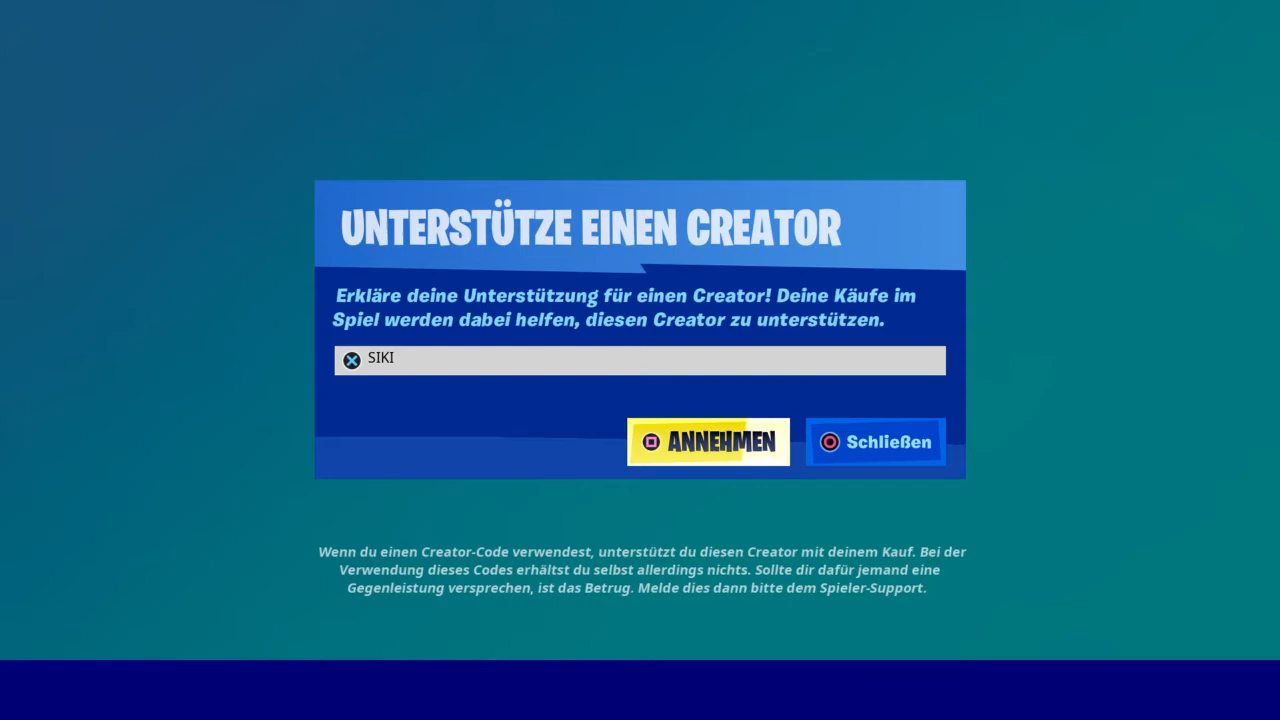 UNTERSTÜTZE EINEN CREATOR
Erkläre deine Unterstützung für einen Creator! Deine Käufe im
Spiel werden dabei helfen, diesen Creator zu unterstützen.
SIKI
ANNEHMEN
Schließen
Wenn du einen Creator-Code verwendest, unterstützt du diesen Creator mit deinem Kauf. Bei der
Verwendung dieses Codes erhältst du selbst allerdings nichts. Sollte dir dafür jemand eine
Gegenleistung versprechen, ist das Betrug. Melde dies dann bitte dem Spieler-Support.